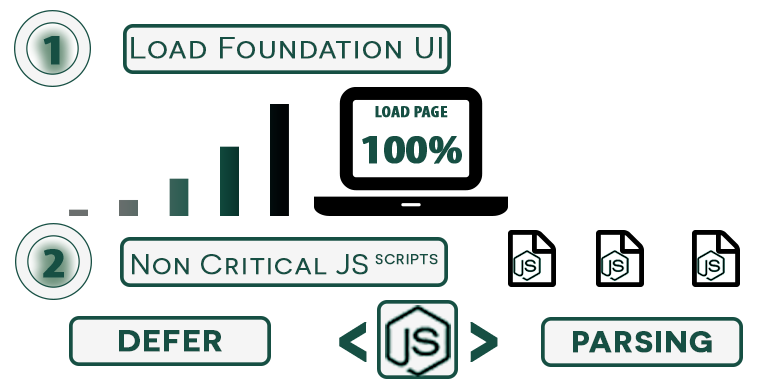 1
LOAD FOUNDATION UI
LOAD PAGE
100%
2
NON CRITICAL JS SCRIPTS
JS JS JS
DEFER
< JS >
PARSING